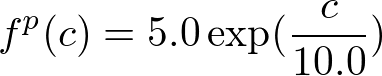 f^p(c) = 5.0 exp(c/10.0)